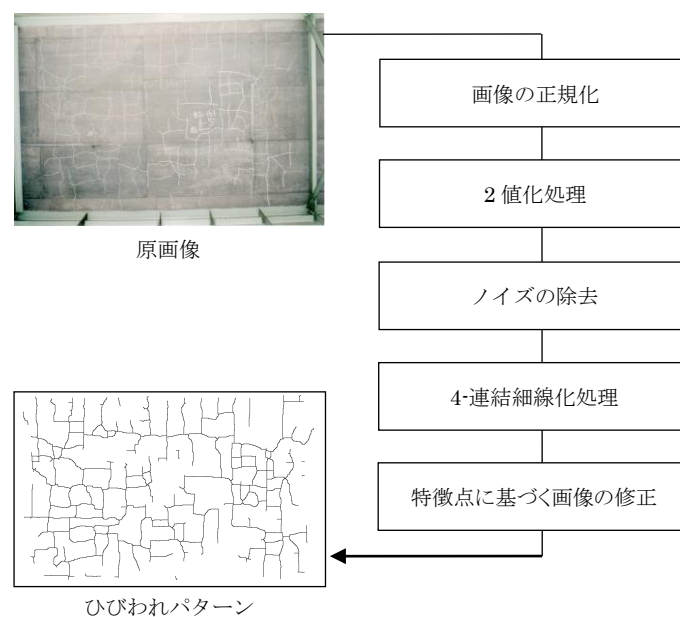 画像の正規化
2 値化処理
原画像
ノイズの除去
4-連結細線化処理
特徴点に基づく画像の修正
ひびわれパターン